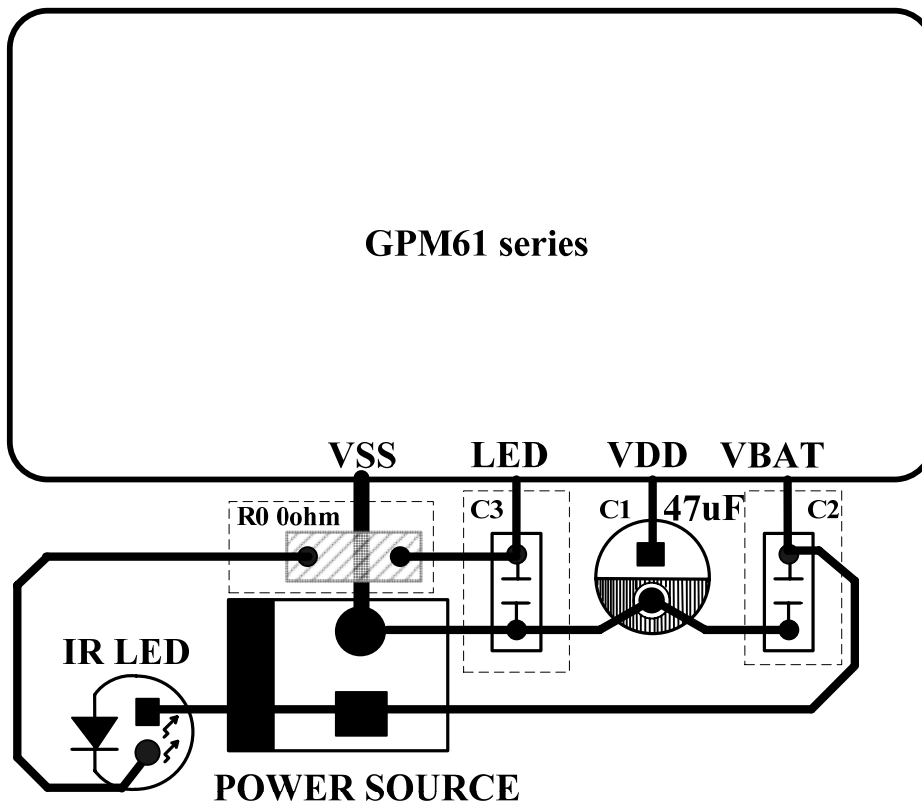 GPM61 series
VSS LED VDD VBAT
R0 0ohm
C3
C1
47uF
C2
IR LED
POWER SOURCE